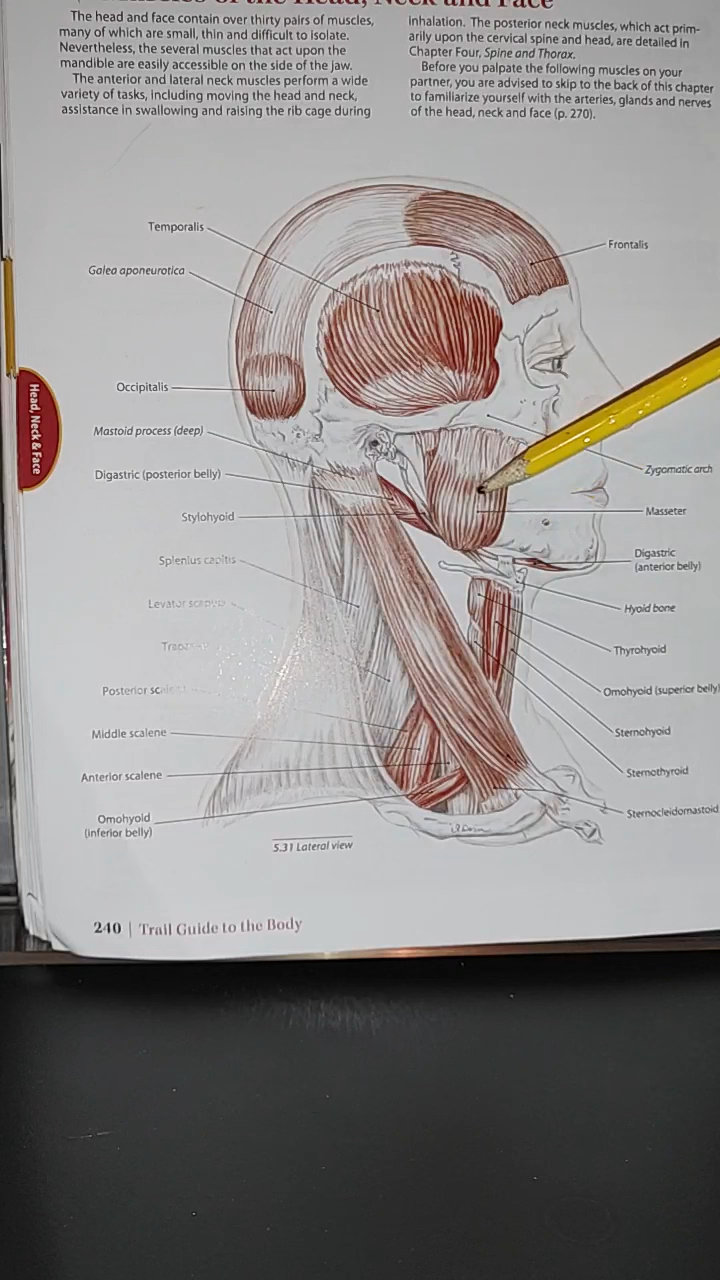 of the Head, Neck and Face
The head and face contain over thirty pairs of muscles,
many of which are small, thin and difficult to isolate.
Nevertheless, the several muscles that act upon the
mandible are easily accessible on the side of the jaw.
The anterior and lateral neck muscles perform a wide
variety of tasks, including moving the head and neck,
assistance in swallowing and raising the rib cage during
inhalation. The posterior neck muscles, which act prim-
arily upon the cervical spine and head, are detailed in
Chapter Four, Spine and Thorax.
Before you palpate the following muscles on your
partner, you are advised to skip to the back of this chapter
to familiarize yourself with the arteries, glands and nerves
of the head, neck and face (p. 270).
Temporalis
Galea aponeurotica
Occipitalis
Mastoid process (deep)
Digastric (posterior belly)
Stylohyoid
Splenius capitis
Levator
Posterior
Middle scalene
Anterior scalene
Omohyoid
(inferior belly)
Frontalis
Zygomatic arch
Masseter
Digastric
(anterior belly)
Hyoid bone
Thyrohyoid
Omohyoid (superior belly)
Sternohyoid
Sternothyroid
Sternocleidomastoid
Head, Neck & Face
5.31 Lateral view
240 | Trail Guide to the Body